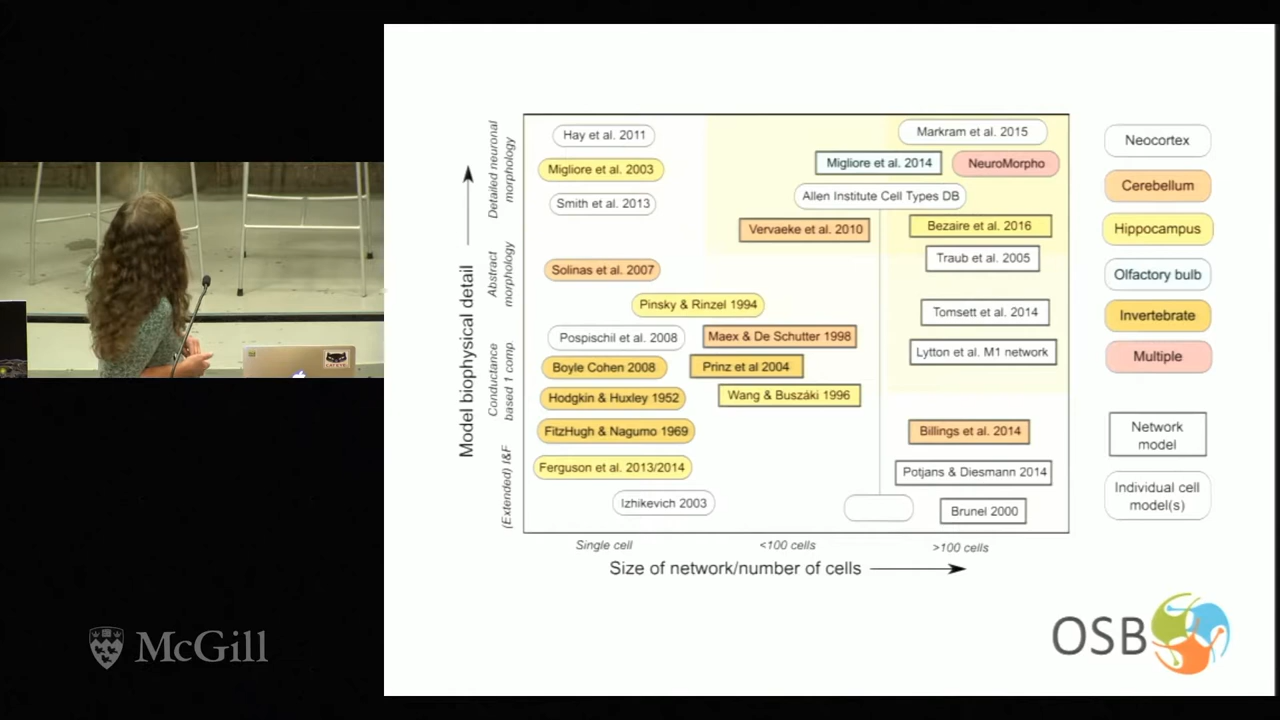 Detailed neuronal
morphology
Abstract
morphology
Conductance
based 1 comp.
(Extended) I&F
Model biophysical detail
Hay et al. 2011
Migliore et al. 2003
Smith et al. 2013
Solinas et al. 2007
Pinsky & Rinzel 1994
Pospischil et al. 2008
Boyle Cohen 2008
Hodgkin & Huxley 1952
FitzHugh & Nagumo 1969
Ferguson et al. 2013/2014
Izhikevich 2003
Maex & De Schutter 1998
Prinz et al 2004
Wang & Buszáki 1996
Markram et al. 2015
Migliore et al. 2014
NeuroMorpho
Allen Institute Cell Types DB
Vervaeke et al. 2010
Bezaire et al. 2016
Traub et al. 2005
Tomsett et al. 2014
Lytton et al. M1 network
Billings et al. 2014
Potjans & Diesmann 2014
Brunel 2000
Single cell
<100 cells
>100 cells
Size of network/number of cells
Neocortex
Cerebellum
Hippocampus
Olfactory bulb
Invertebrate
Multiple
Network
model
Individual cell
model(s)
OSB
McGill